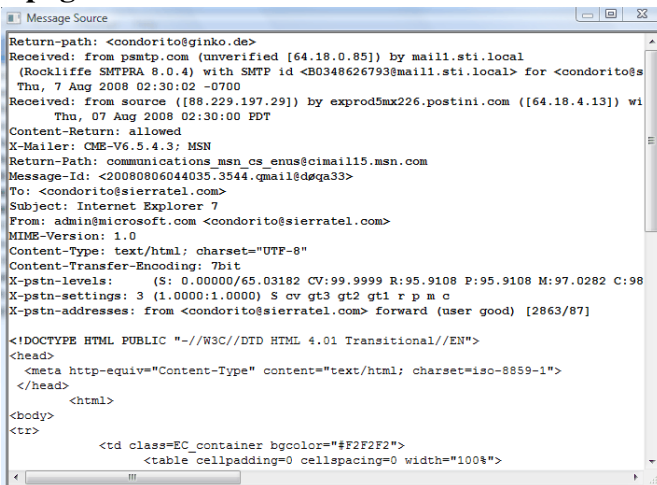 Message Source
Return-path: <condorito@ginko.de>
Received: from psmtp.com (unverified [64.18.0.85]) by mail1.sti.local
(Rockliffe SMTPRA 8.0.4) with SMTP id <B0348626793@mail1.sti.local> for <condorito@s
Thu, 7 Aug 2008 02:30:02 -0700
Received: from source ([88.229.197.29]) by exprod5mx226.postini.com ([64.18.4.13]) wi
Thu, 07 Aug 2008 02:30:00 PDT
Content-Return: allowed
X-Mailer: CME-V6.5.4.3; MSN
Return-Path: communications_msn_cs_enus@cimail15.msn.com
Message-Id: <20080806044035.3544.qmail@døqa33>
To: <condorito@sierratel.com>
Subject: Internet Explorer 7
From: admin@microsoft.com <condorito@sierratel.com>
MIME-Version: 1.0
Content-Type: text/html; charset="UTF-8"
Content-Transfer-Encoding: 7bit
X-pstn-levels: (S: 0.00000/65.03182 CV:99.9999 R:95.9108 P:95.9108 M:97.0282 C:98
X-pstn-settings: 3 (1.0000:1.0000) S cv gt3 gt2 gt1 r p m c
X-pstn-addresses: from <condorito@sierratel.com> forward (user good) [2863/87]
<!DOCTYPE HTML PUBLIC "-//W3C//DTD HTML 4.01 Transitional//EN">
<head>
<meta http-equiv="Content-Type" content="text/html; charset=iso-8859-1">
</head>
<html>
<body>
<tr>
<td class=EC_container bgcolor="#F2F2F2">
<table cellpadding=0 cellspacing=0 width="100%">